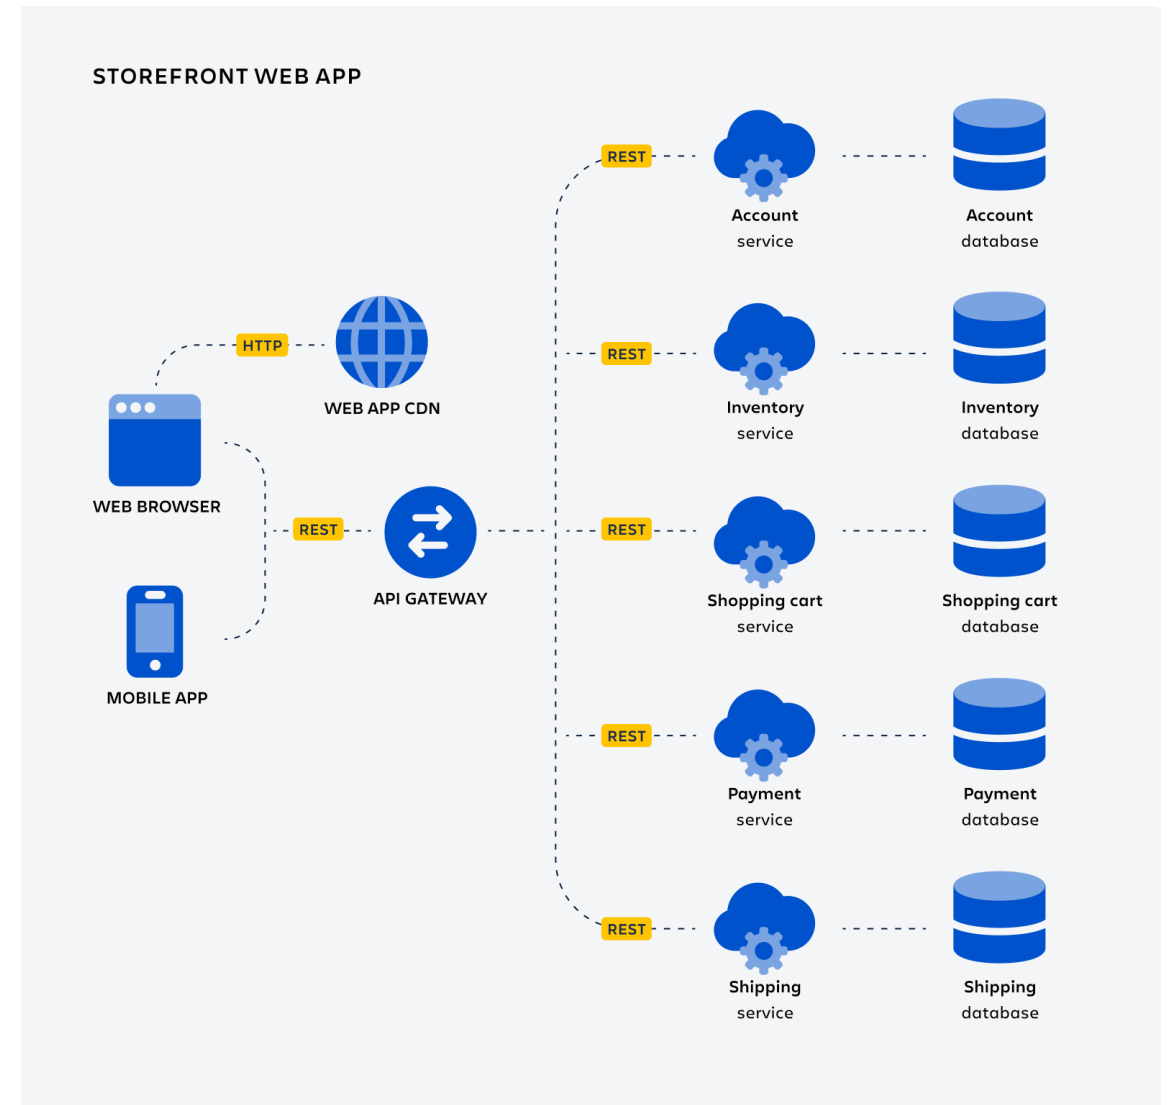 STOREFRONT WEB APP
HTTP
WEB APP CDN
WEB BROWSER
REST
API GATEWAY
MOBILE APP
REST
Account
service
Account
database
REST
Inventory
service
Inventory
database
REST
Shopping cart
service
Shopping cart
database
REST
Payment
service
Payment
database
REST
Shipping
service
Shipping
database